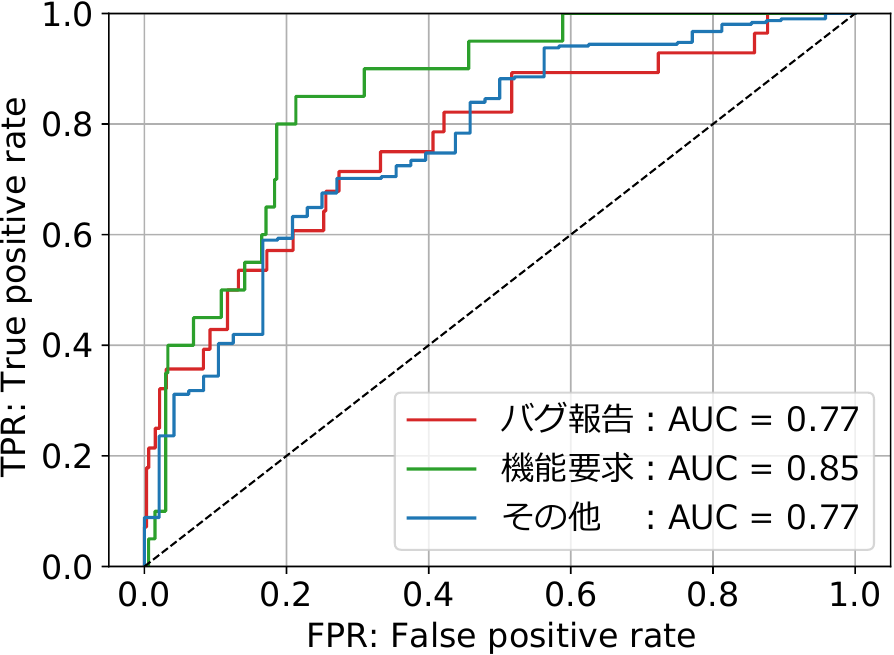 1.0
0.8
0.6
0.4
0.2
0.0
TPR: True positive rate
バグ報告 : AUC = 0.77
機能要求 : AUC = 0.85
その他 : AUC = 0.77
0.0 0.2 0.4 0.6 0.8 1.0
FPR: False positive rate